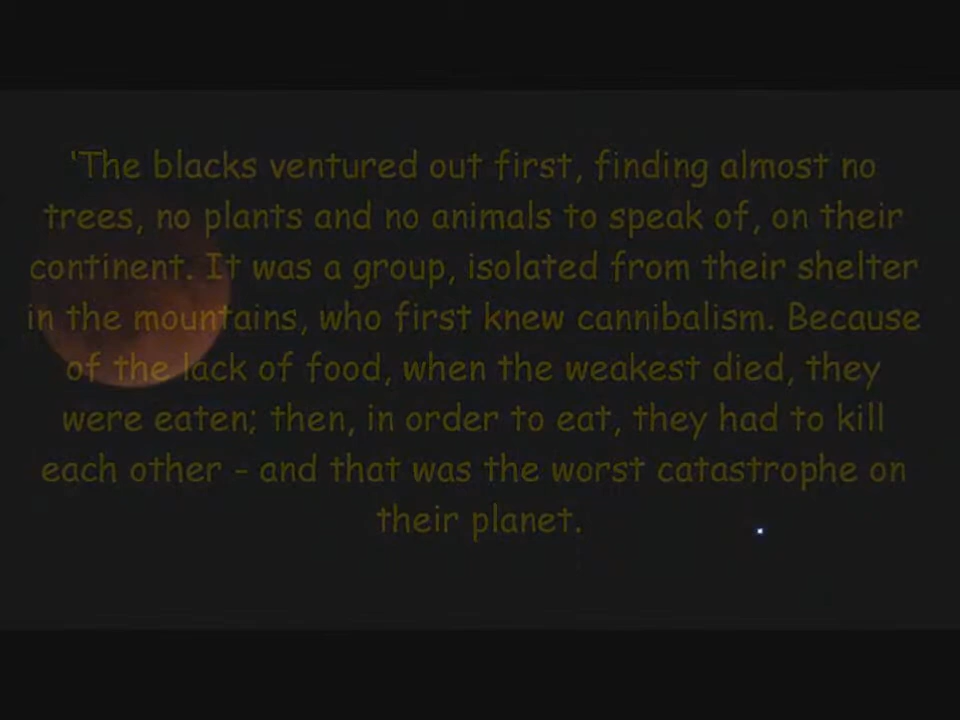 ‘The blacks ventured out first, finding almost no
trees, no plants and no animals to speak of, on their
continent. It was a group, isolated from their shelter
in the mountains, who first knew cannibalism. Because
of the lack of food, when the weakest died, they
were eaten; then, in order to eat, they had to kill
each other - and that was the worst catastrophe on
their planet.